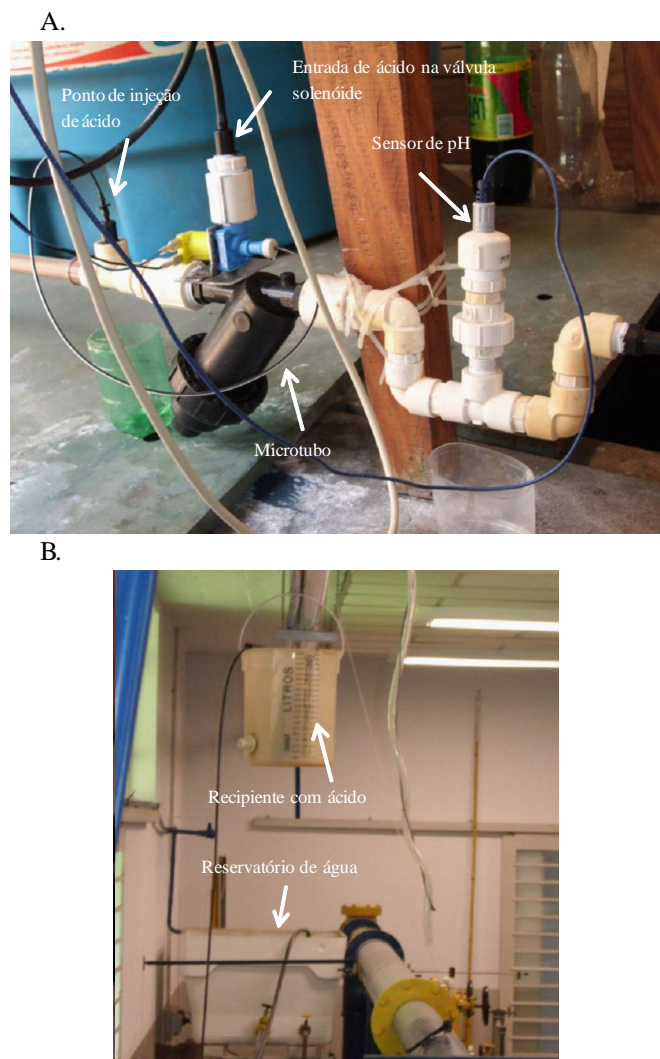 A.
Ponto de injeção
de ácido
Entrada de ácido na válvula
solenóide
Sensor de pH
Microtubo
B.
LITROS
Recipiente com ácido
Reservatório de água